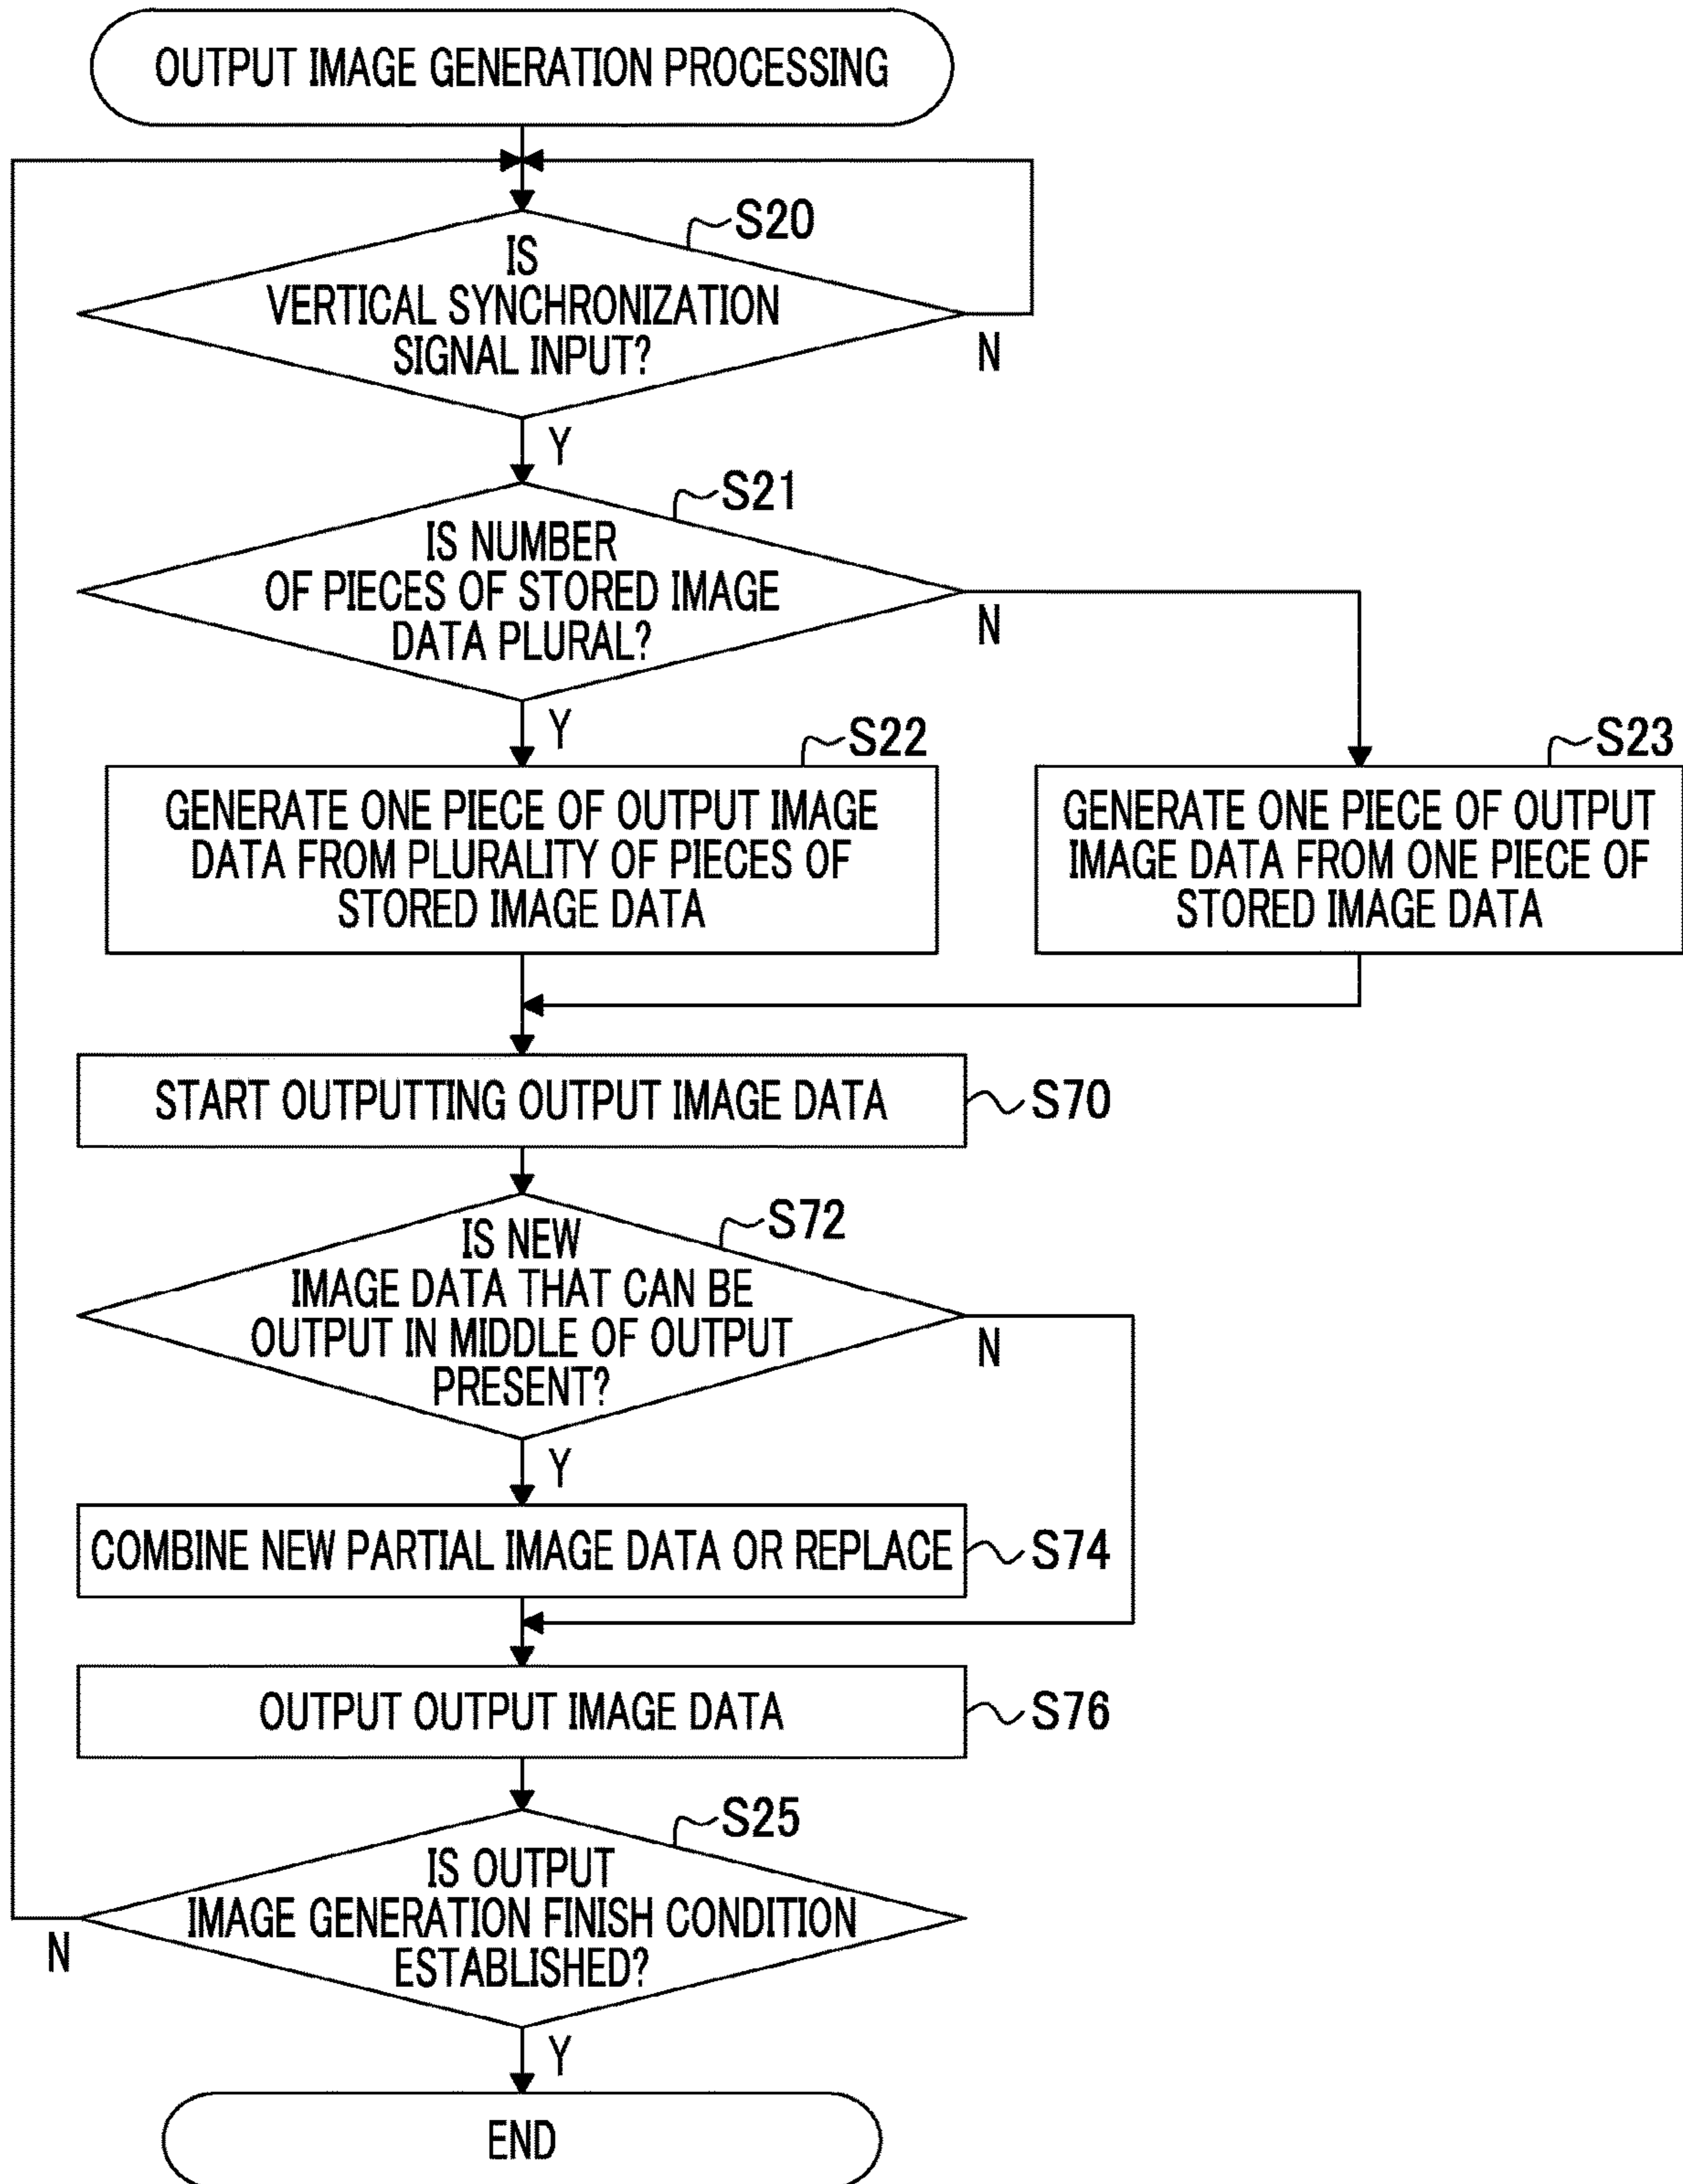 OUTPUT IMAGE GENERATION PROCESSING
S20
IS
VERTICAL SYNCHRONIZATION
SIGNAL INPUT?
N
Y
S21
IS NUMBER
OF PIECES OF STORED IMAGE
DATA PLURAL?
N
Y
S22
GENERATE ONE PIECE OF OUTPUT IMAGE
DATA FROM PLURALITY OF PIECES OF
STORED IMAGE DATA
S23
GENERATE ONE PIECE OF OUTPUT
IMAGE DATA FROM ONE PIECE OF
STORED IMAGE DATA
START OUTPUTTING OUTPUT IMAGE DATA
S70
S72
IS NEW
IMAGE DATA THAT CAN BE
OUTPUT IN MIDDLE OF OUTPUT
PRESENT?
N
Y
COMBINE NEW PARTIAL IMAGE DATA OR REPLACE
S74
OUTPUT OUTPUT IMAGE DATA
S76
S25
IS OUTPUT
IMAGE GENERATION FINISH CONDITION
ESTABLISHED?
N
Y
END